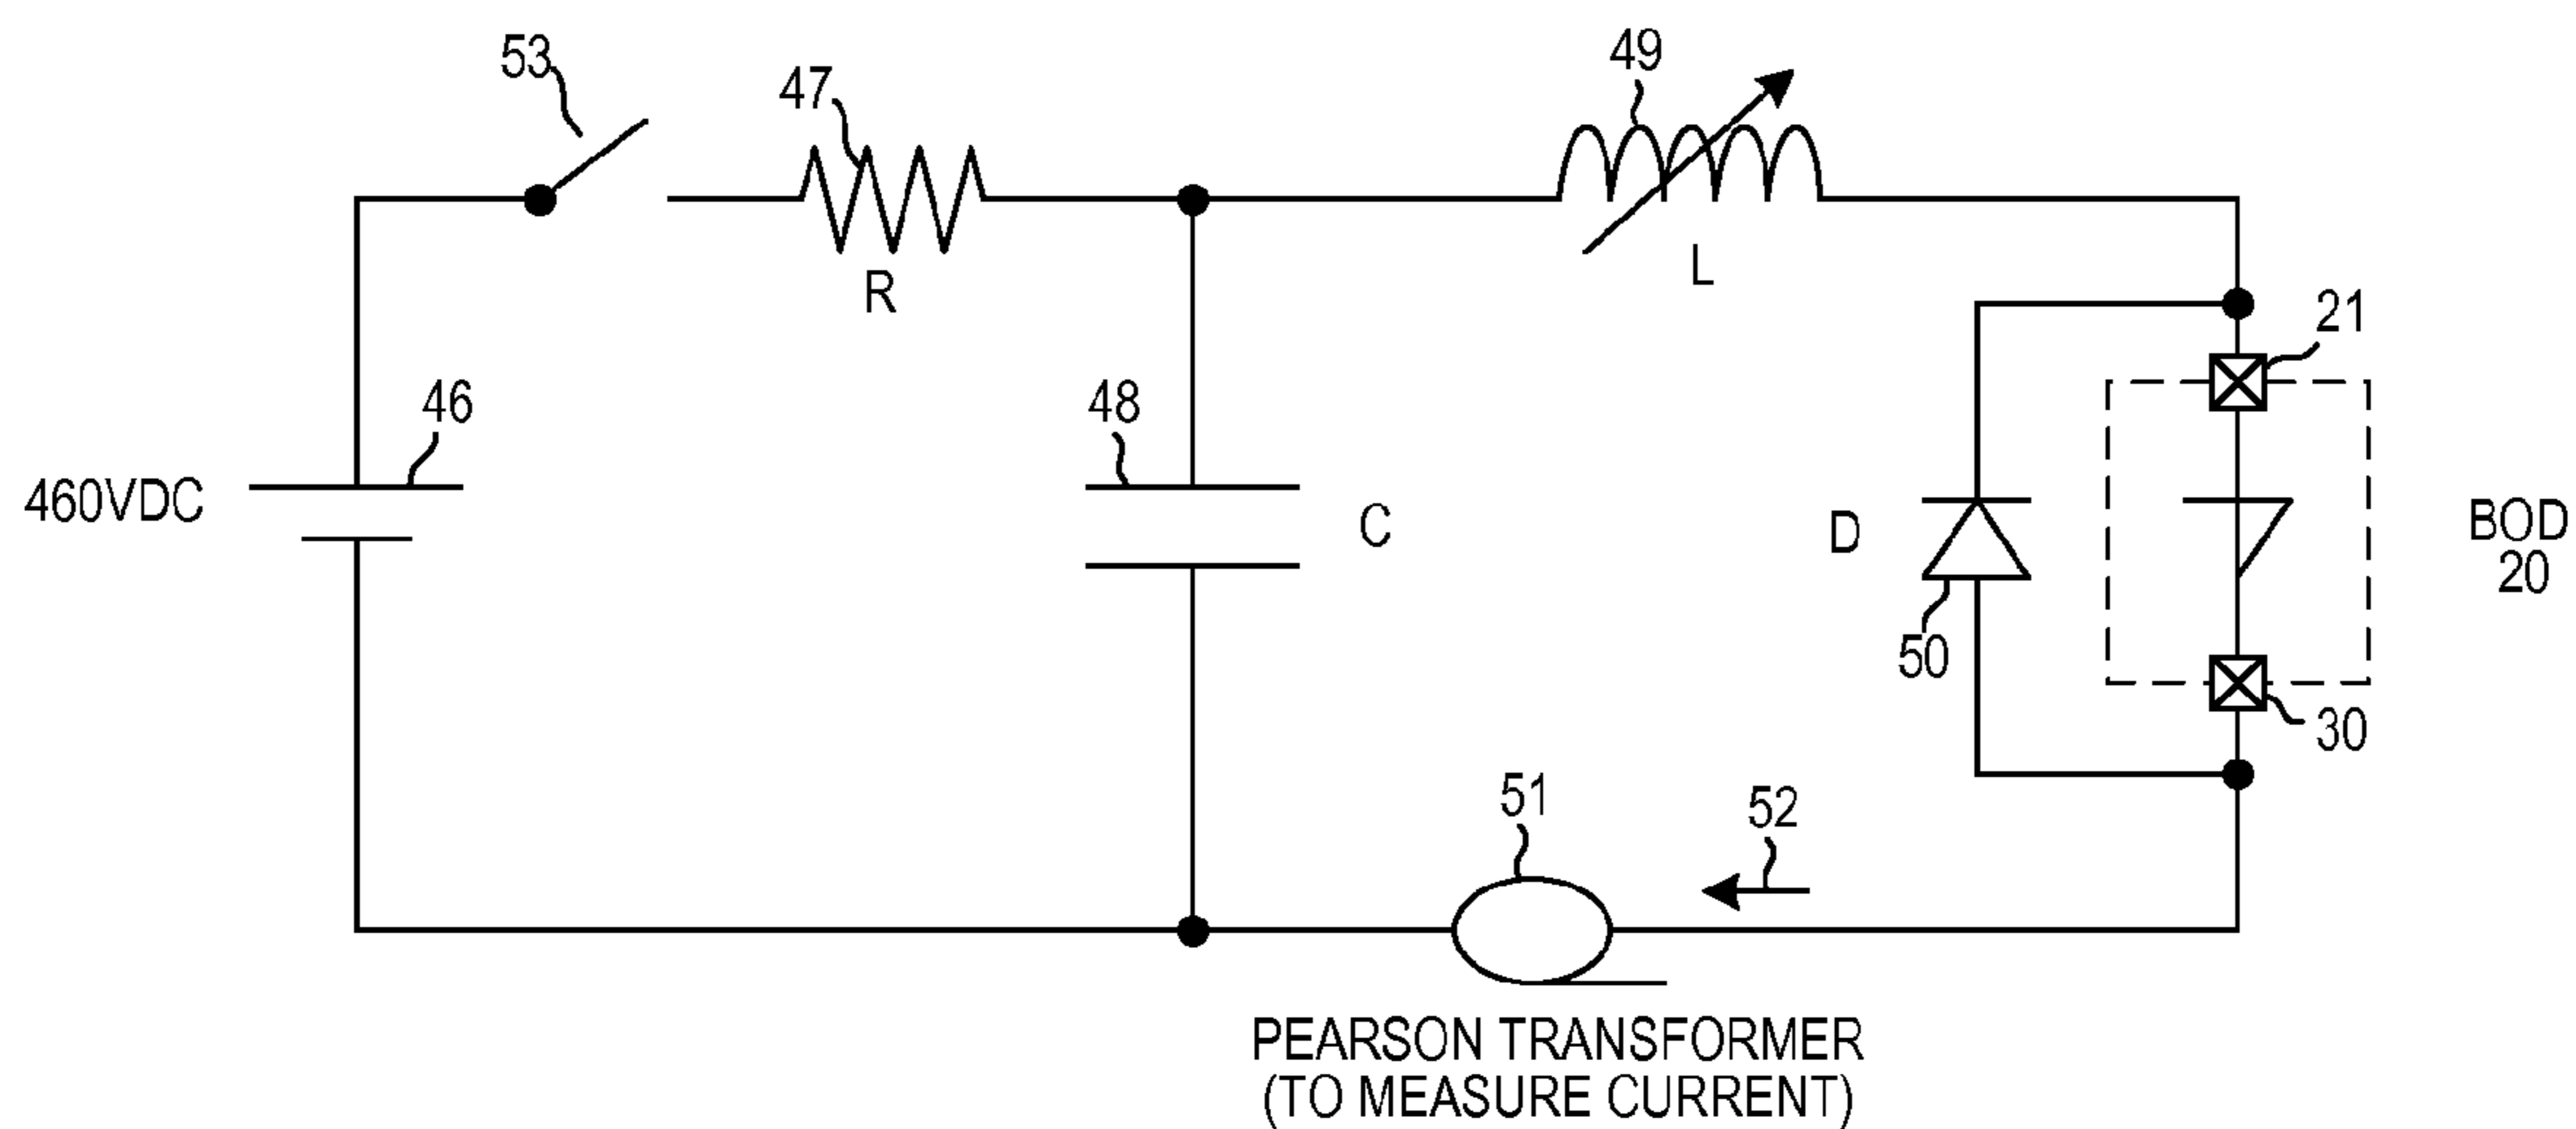 53
47
49
R
L
21
46
48
460VDC
C
D
BOD
20
50
30
51
52
PEARSON TRANSFORMER
(TO MEASURE CURRENT)